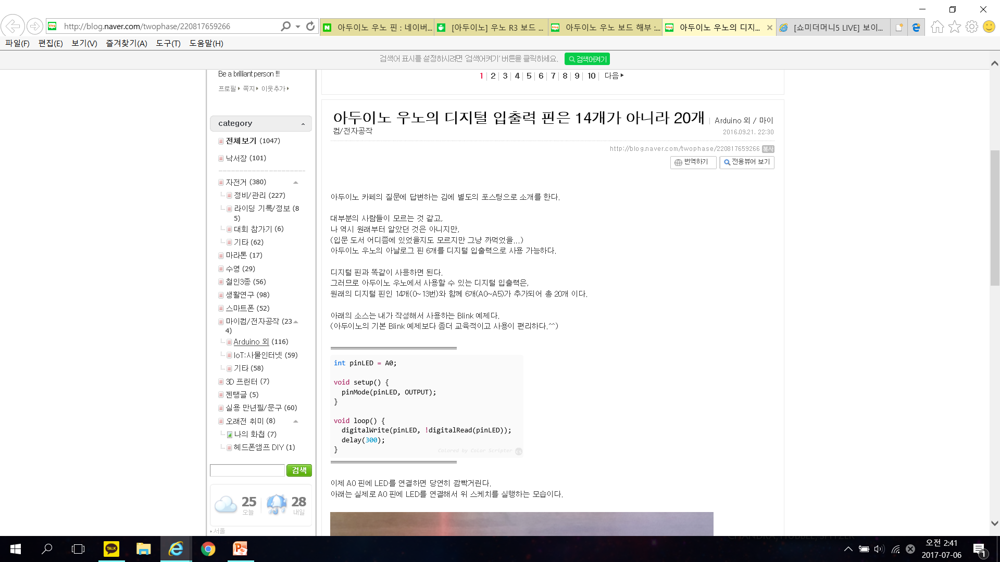 http://blog.naver.com/twophase/220817659266
아두이노 우노 핀 : 네이버...
[아두이노] 우노 R3 보드 ...
아두이노 우노 보드 해부 :...
아두이노 우노의 디지...
[쇼미더머니5 LIVE] 보이...
파일(F) 편집(E) 보기(V) 즐겨찾기(A) 도구(T) 도움말(H)
검색어 표시를 설정하시려면 '검색어켜기' 버튼을 클릭하세요. 검색어켜기
Be a brilliant person !!!
프로필 쪽지 이웃추가
category
전체보기 (1047)
낙서장 (101)
자전거 (380)
정비/관리 (227)
라이딩 기록/정보 (8
5)
대회 참가기 (6)
기타 (62)
마라톤 (17)
수영 (29)
철인3종 (56)
생활연구 (98)
스마트폰 (52)
마이컴/전자공작 (23
4)
Arduino 외 (116)
IoT:사물인터넷 (59)
기타 (58)
3D 프린터 (7)
젠탱글 (5)
실용 만년필/문구 (60)
오래전 취미 (8)
나의 화첩 (7)
헤드폰앰프 DIY (1)
검색
25 28
오늘 내일
서울
1 2 3 4 5 6 7 8 9 10 다음
아두이노 우노의 디지털 입출력 핀은 14개가 아니라 20개 | Arduino 외 / 마이
컴/전자공작
2016.09.21. 22:30
http://blog.naver.com/twophase/220817659266 복사
번역하기 전용뷰어 보기
아두이노 카페의 질문에 답변하는 김에 별도의 포스팅으로 소개를 한다.
대부분의 사람들이 모르는 것 같고,
나 역시 원래부터 알았던 것은 아니지만,
(입문 도서 어디쯤에 있었을지도 모르지만 그냥 까먹었을...)
아두이노 우노의 아날로그 핀 6개를 디지털 입출력으로 사용 가능하다.
디지털 핀과 똑같이 사용하면 된다.
그러므로 아두이노 우노에서 사용할 수 있는 디지털 입출력은,
원래의 디지털 핀인 14개(0~13번)와 함께 6개(A0~A5)가 추가되어 총 20개 이다.
아래의 소스는 내가 작성해서 사용하는 Blink 예제다.
(아두이노의 기본 Blink 예제보다 좀더 교육적이고 사용이 편리하다.^^)
int pinLED = A0;
void setup() {
pinMode(pinLED, OUTPUT);
}
void loop() {
digitalWrite(pinLED, !digitalRead(pinLED));
delay(300);
}
Colored by Color Scripter cs
이제 A0 핀에 LED를 연결하면 당연히 깜빡거린다.
아래는 실제로 A0 핀에 LED를 연결해서 위 스케치를 실행하는 모습이다.
TALK
오전 2:41
2017-07-06
1